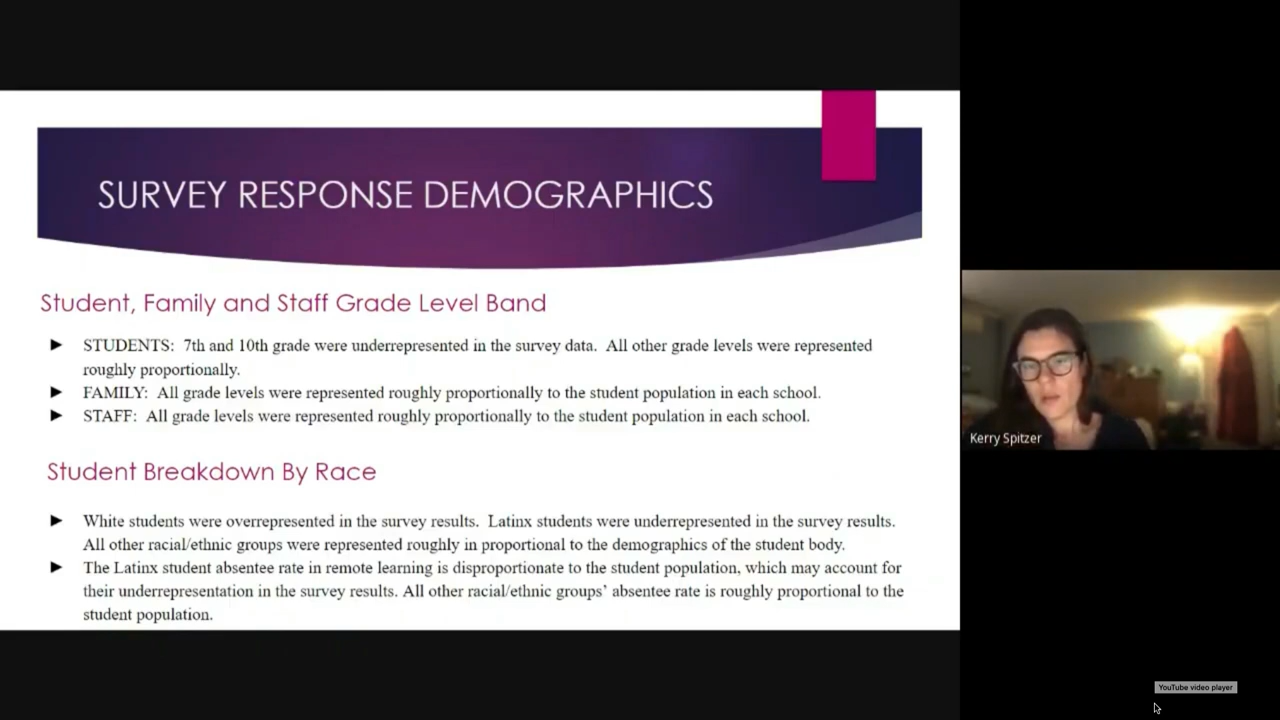 SURVEY RESPONSE DEMOGRAPHICS
Student, Family and Staff Grade Level Band
► STUDENTS: 7th and 10th grade were underrepresented in the survey data. All other grade levels were represented
roughly proportionally.
► FAMILY: All grade levels were represented roughly proportionally to the student population in each school.
► STAFF: All grade levels were represented roughly proportionally to the student population in each school.
Student Breakdown By Race
► White students were overrepresented in the survey results. Latinx students were underrepresented in the survey results.
All other racial/ethnic groups were represented roughly in proportional to the demographics of the student body.
► The Latinx student absentee rate in remote learning is disproportionate to the student population, which may account for
their underrepresentation in the survey results. All other racial/ethnic groups’ absentee rate is roughly proportional to the
student population.
Kerry Spitzer
YouTube video player